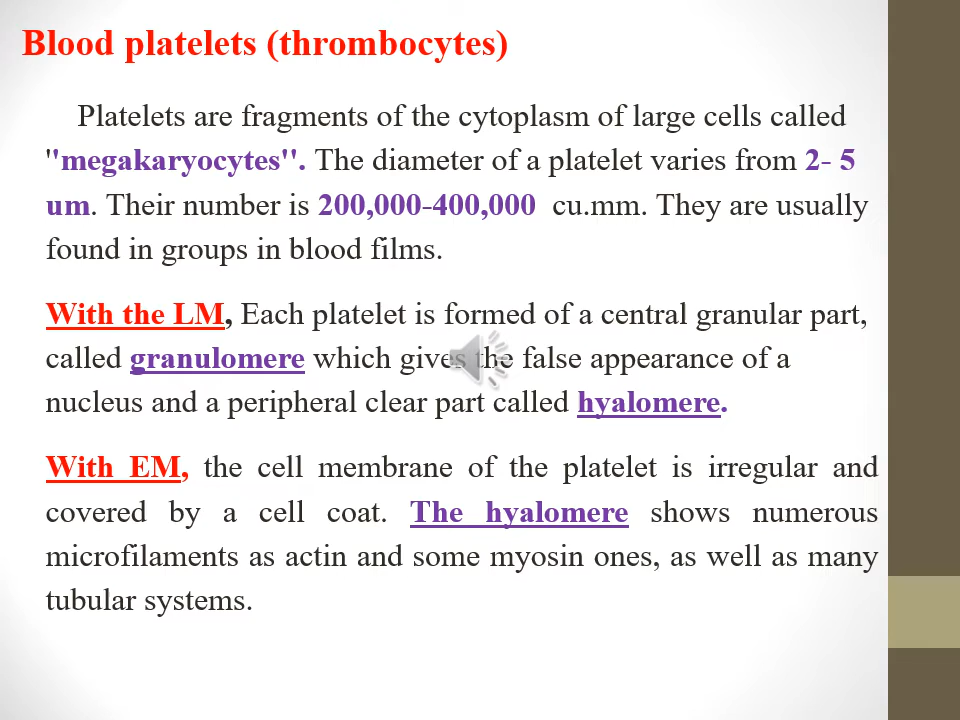 Blood platelets (thrombocytes)
Platelets are fragments of the cytoplasm of large cells called
"megakaryocytes''. The diameter of a platelet varies from 2- 5
um. Their number is 200,000-400,000 cu.mm. They are usually
found in groups in blood films.
With the LM, Each platelet is formed of a central granular part,
called granulomere which gives the false appearance of a
nucleus and a peripheral clear part called hyalomere.
With EM, the cell membrane of the platelet is irregular and
covered by a cell coat. The hyalomere shows numerous
microfilaments as actin and some myosin ones, as well as many
tubular systems.